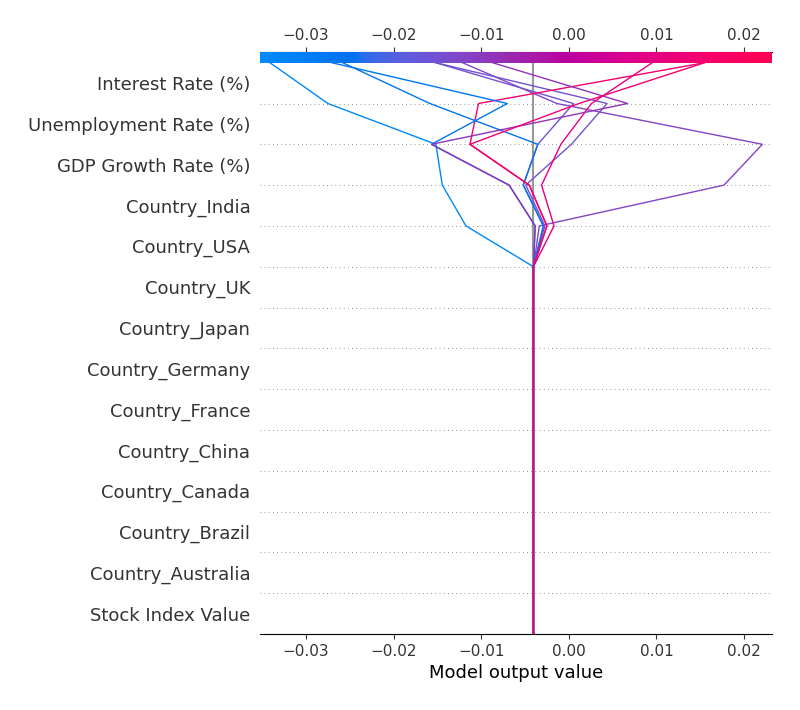 −0.03 −0.02 −0.01 0.00 0.01 0.02
Interest Rate (%)
Unemployment Rate (%)
GDP Growth Rate (%)
Country_India
Country_USA
Country_UK
Country_Japan
Country_Germany
Country_France
Country_China
Country_Canada
Country_Brazil
Country_Australia
Stock Index Value
−0.03 −0.02 −0.01 0.00 0.01 0.02
Model output value